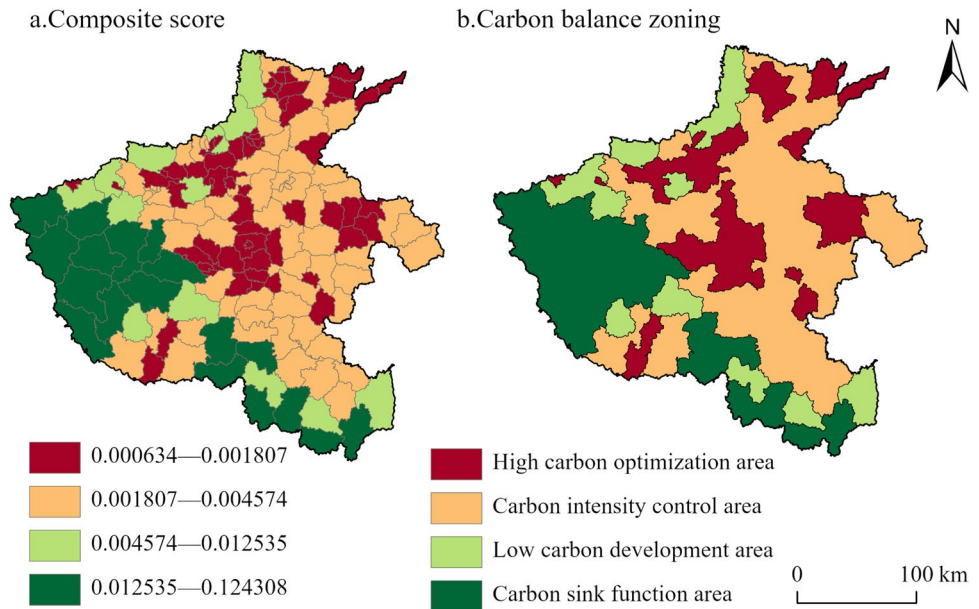 a.Composite score
b.Carbon balance zoning
N
0.000634—0.001807
0.001807—0.004574
0.004574—0.012535
0.012535—0.124308
High carbon optimization area
Carbon intensity control area
Low carbon development area
Carbon sink function area
0 100 km